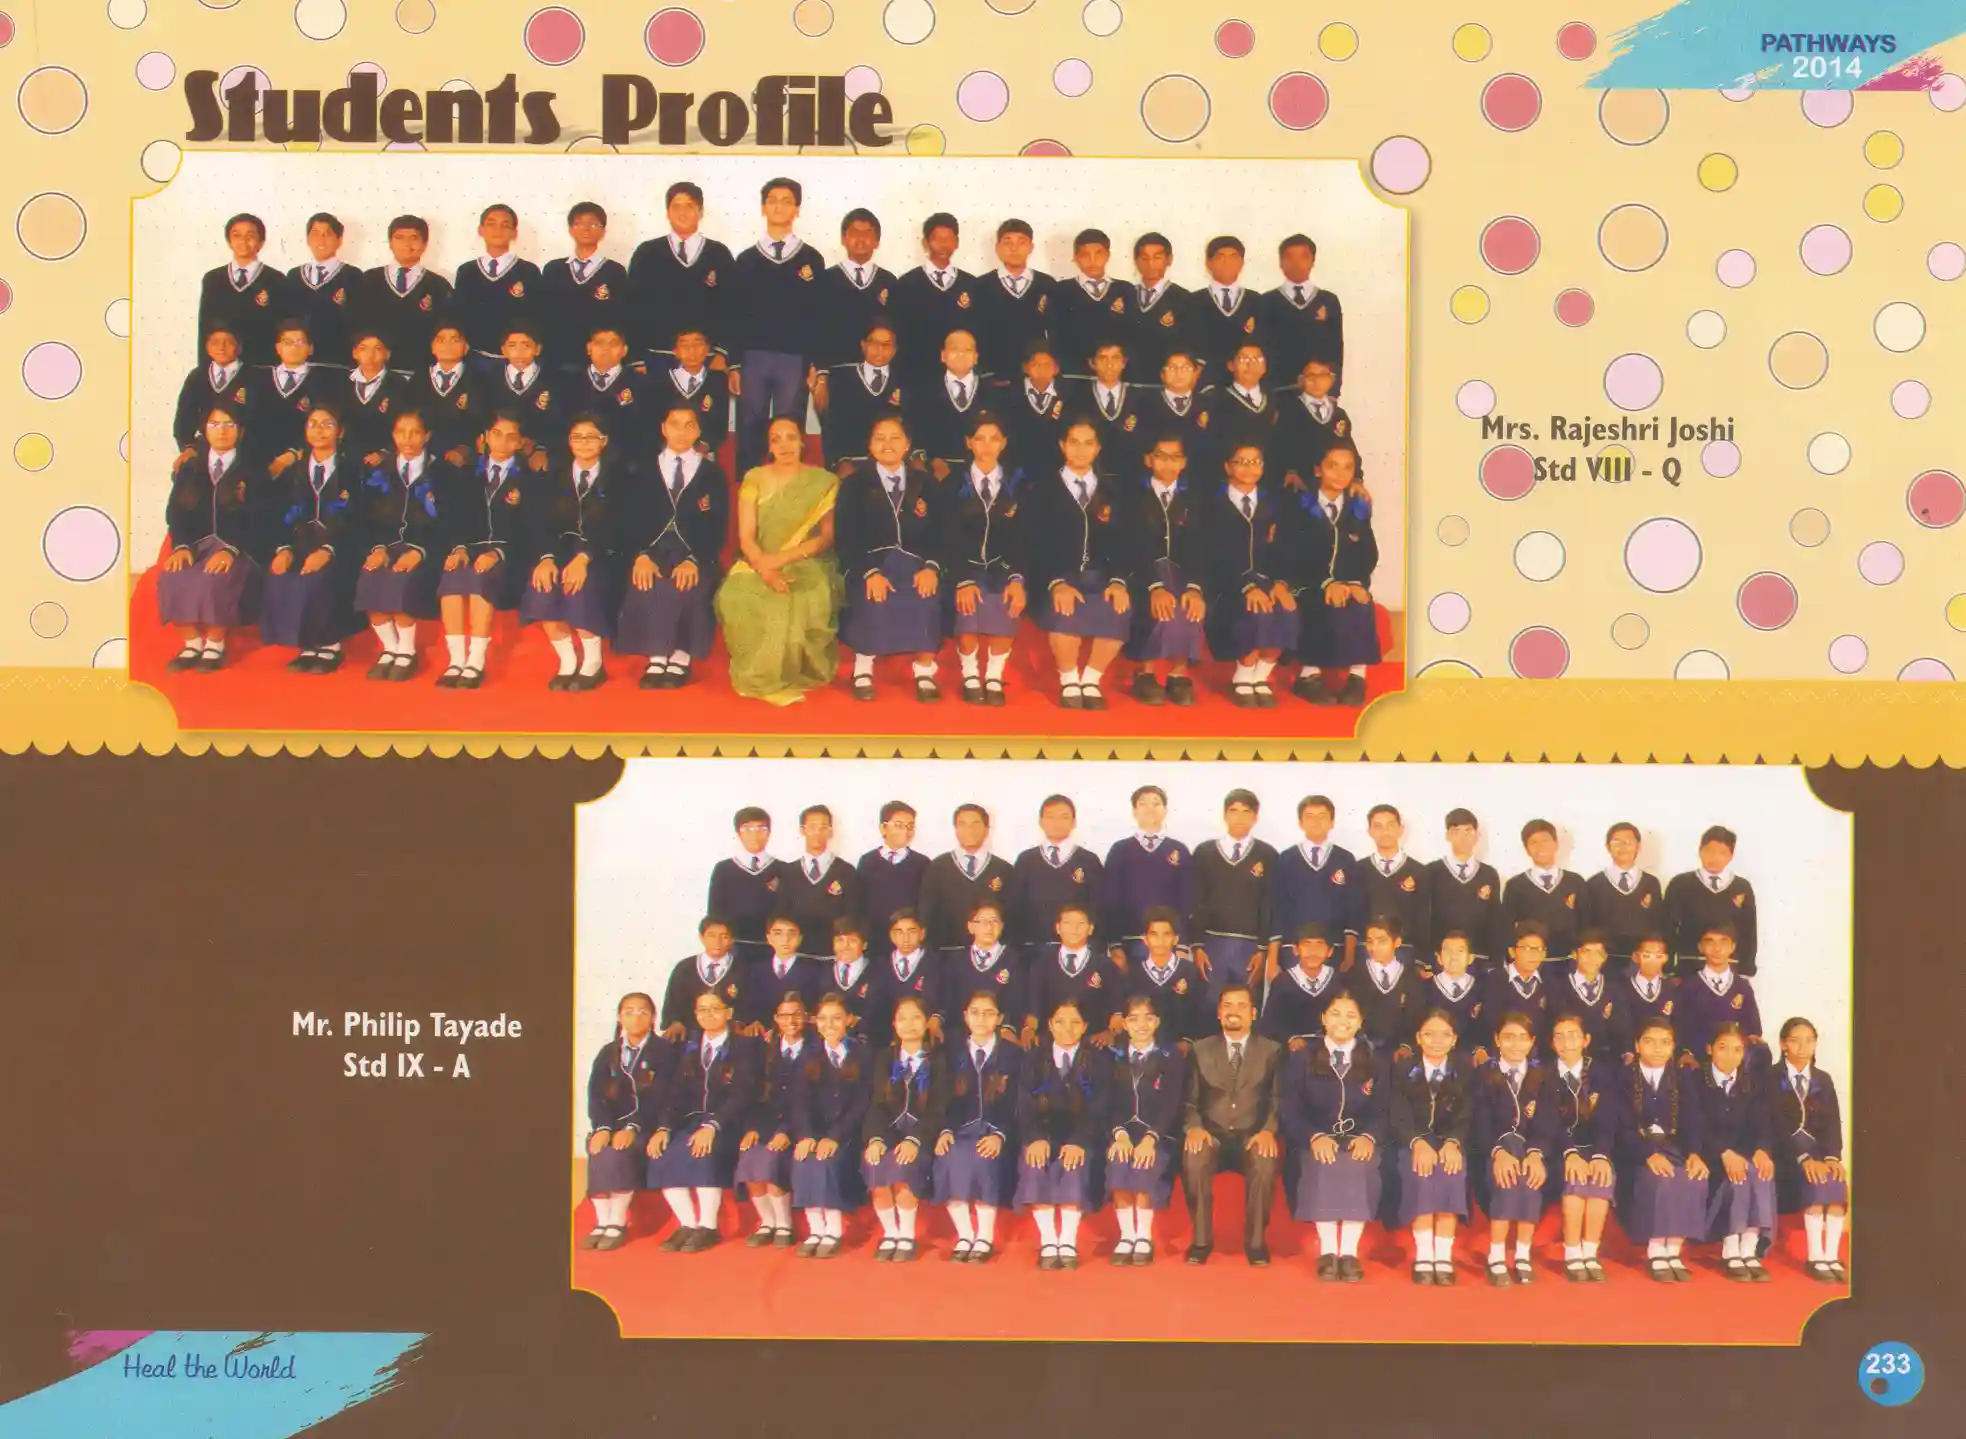 PATHWAYS
2014
Students Profile
Mrs. Rajeshri Joshi
Std VIII - Q
Mr. Philip Tayade
Std IX - A
Heal the World
233